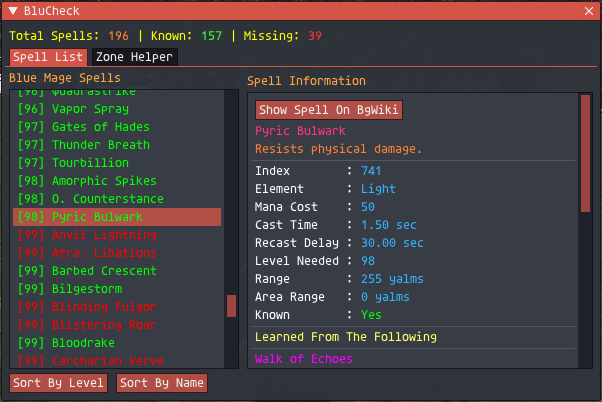 BluCheck
Total Spells: 196 | Known: 157 | Missing: 39
Spell List
Zone Helper
Blue Mage Spells
[96] Quadrastrike
[96] Vapor Spray
[97] Gates of Hades
[97] Thunder Breath
[97] Tourbillion
[98] Amorphic Spikes
[98] O. Counterstance
[98] Pyric Bulwark
[99] Anvil Lightning
[99] Atra. Libations
[99] Barbed Crescent
[99] Bilgestorm
[99] Blinding Fulgor
[99] Blistering Roar
[99] Bloodrake
[99] Carcharian Verve
Sort By Level
Sort By Name
Spell Information
Show Spell On BgWiki
Pyric Bulwark
Resists physical damage.
Index : 741
Element : Light
Mana Cost : 50
Cast Time : 1.50 sec
Recast Delay : 30.00 sec
Level Needed : 98
Range : 255 yalms
Area Range : 0 yalms
Known : Yes
Learned From The Following
Walk of Echoes